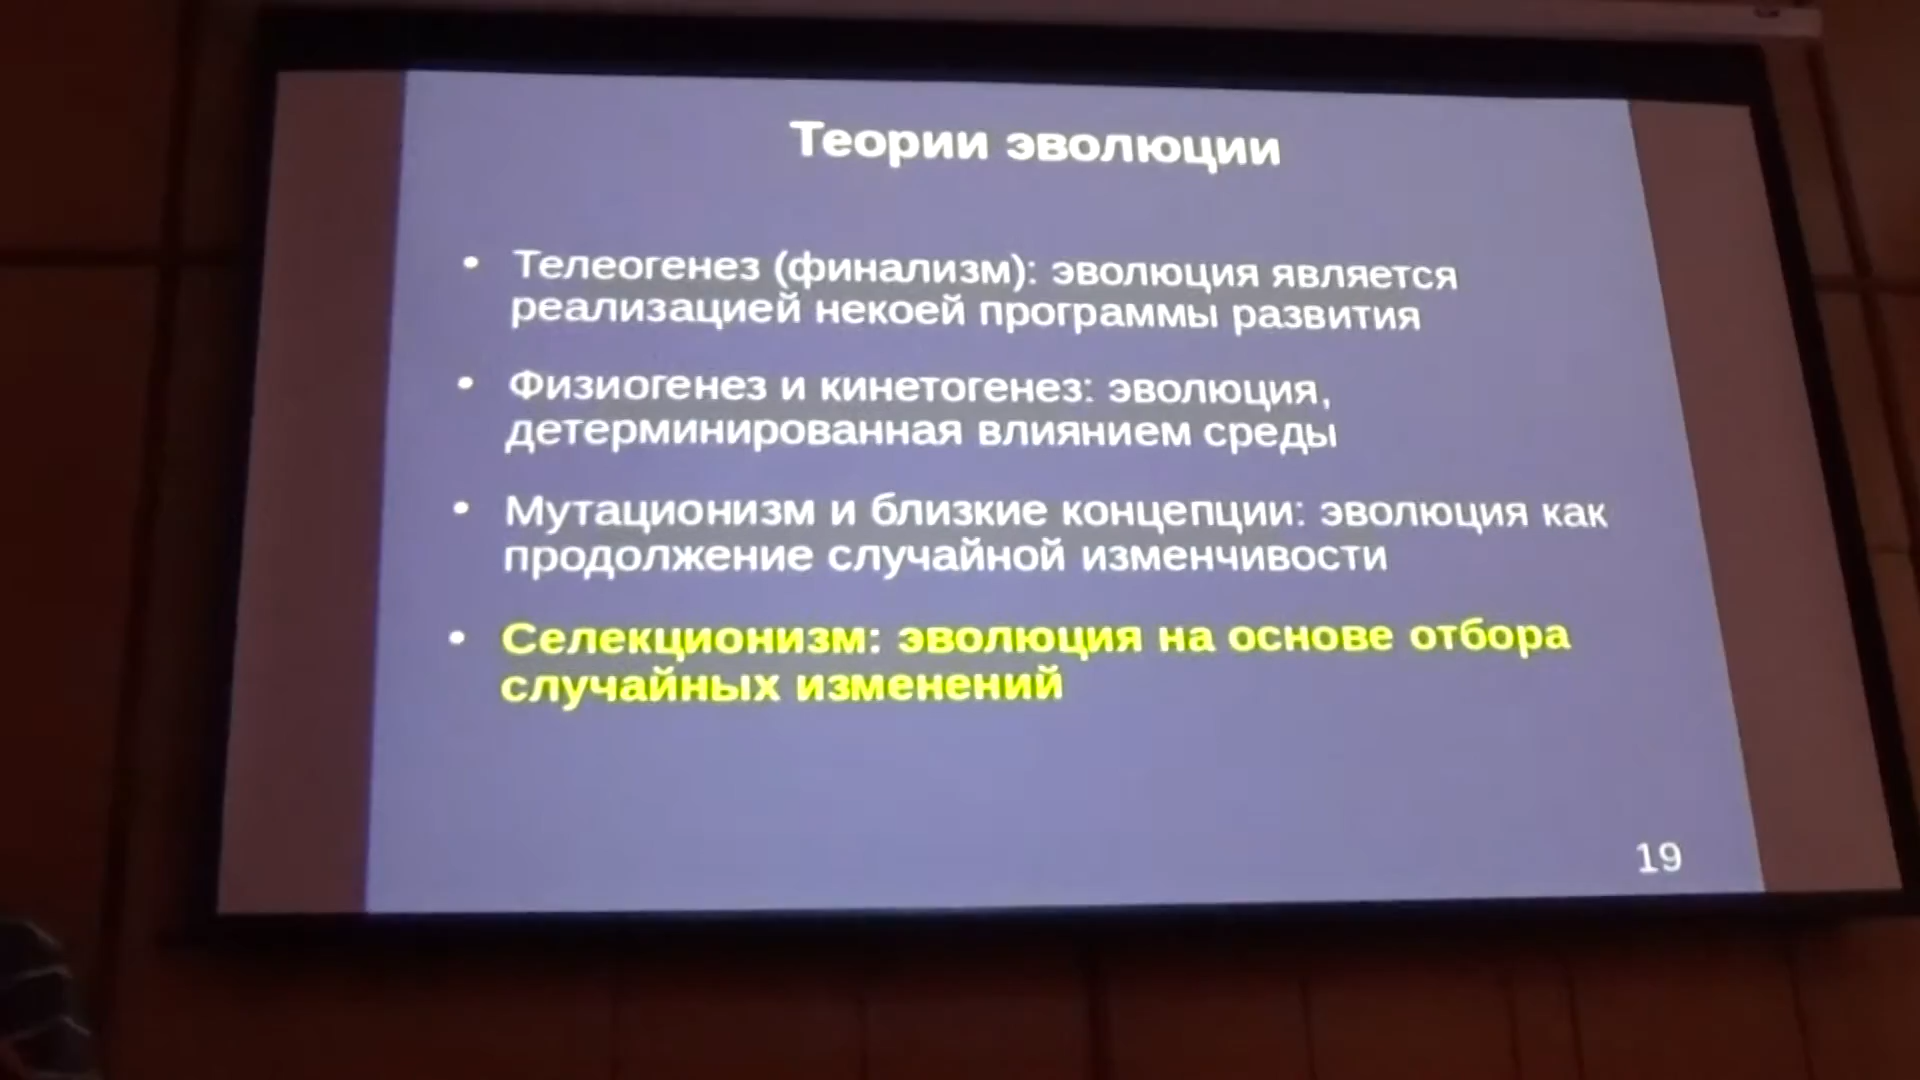 Теории эволюции
• Телеогенез (финализм): эволюция является
реализацией некоей программы развития
• Физиогенез и кинетогенез: эволюция,
детерминированная влиянием среды
• Мутационизм и близкие концепции: эволюция как
продолжение случайной изменчивости
• Селекционизм: эволюция на основе отбора
случайных изменений
19